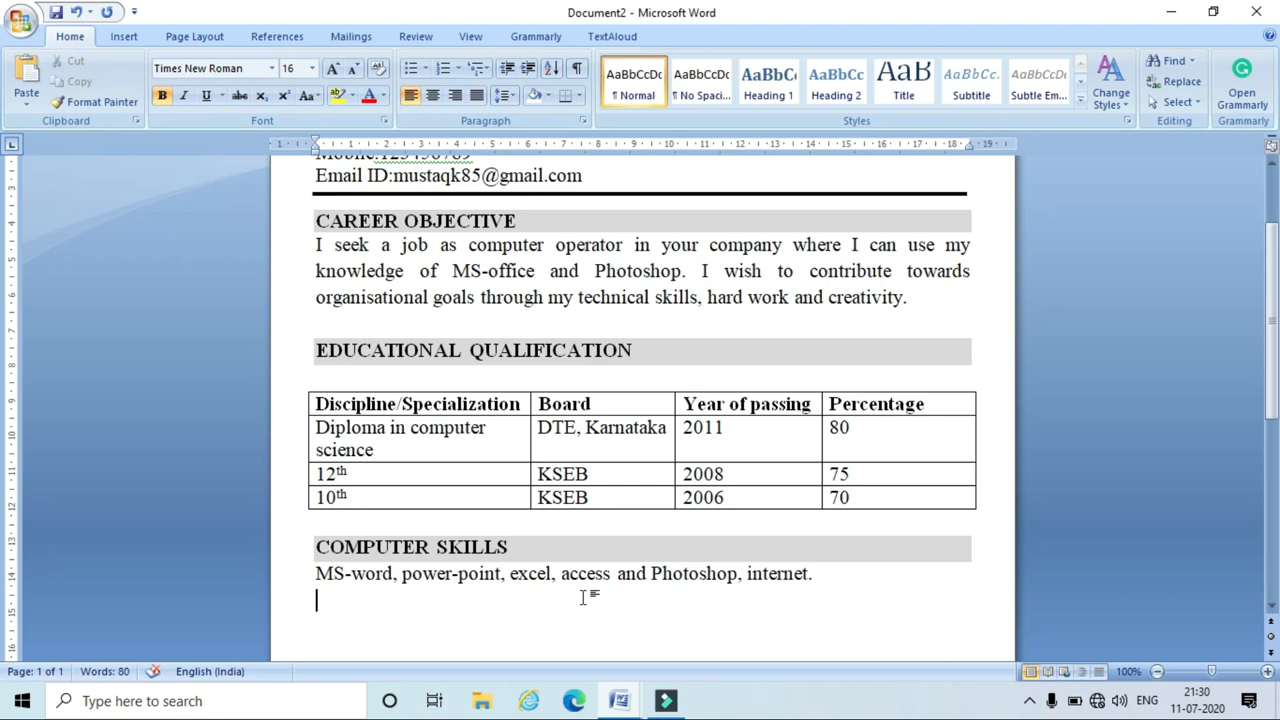 Document2 - Microsoft Word
Home Insert Page Layout References Mailings Review View Grammarly TextAloud
Paste
Cut
Copy
Format Painter
Clipboard
Times New Roman 16
Font
Paragraph
AaBbCcDc AaBbCcDc AaBbC AaBbCc AaB AaBbCc. AaBbCcDc
¶ Normal ¶ No Spaci... Heading 1 Heading 2 Title Subtitle Subtle Em...
Change Styles
Styles
Find
Replace
Select
Editing
Open Grammarly
Grammarly
Email ID:mustaqk85@gmail.com
CAREER OBJECTIVE
I seek a job as computer operator in your company where I can use my
knowledge of MS-office and Photoshop. I wish to contribute towards
organisational goals through my technical skills, hard work and creativity.
EDUCATIONAL QUALIFICATION
Discipline/Specialization Board Year of passing Percentage
Diploma in computer science DTE, Karnataka 2011 80
12th KSEB 2008 75
10th KSEB 2006 70
COMPUTER SKILLS
MS-word, power-point, excel, access and Photoshop, internet.
Page: 1 of 1 Words: 80 English (India) 100%
Type here to search
ENG
21:30
11-07-2020